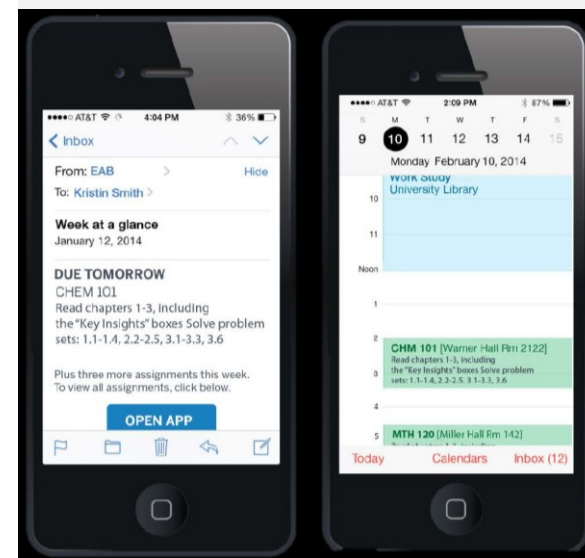 AT&T 4:04 PM 36%
Inbox
From: EAB Hide
To: Kristin Smith
Week at a glance
January 12, 2014
DUE TOMORROW
CHEM 101
Read chapters 1-3, including
the "Key Insights" boxes Solve problem
sets: 1.1-1.4, 2.2-2.5, 3.1-3.3, 3.6
Plus three more assignments this week.
To view all assignments, click below.
OPEN APP
AT&T 2:09 PM 87%
S M T W T F S
9 10 11 12 13 14 15
Monday February 10, 2014
Work Study
University Library
10
11
Noon
1
2
CHM 101 [Warner Hall Rm 2122]
Read chapters 1-3, including
the "Key Insights" boxes Solve problem
3
sets: 1.1-1.4, 2.2-2.5, 3.1-3.3, 3.6
4
5
MTH 120 [Miller Hall Rm 142]
Today Calendars Inbox (12)